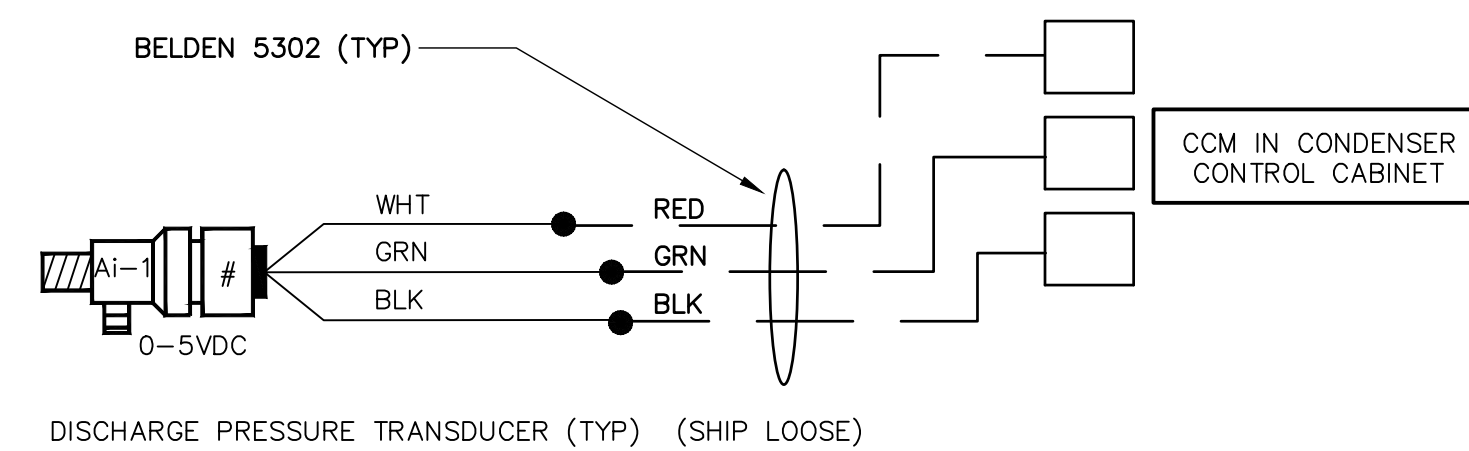 BELDEN 5302 (TYP)
CCM IN CONDENSER
CONTROL CABINET
WHT
RED
GRN
GRN
BLK
BLK
Ai-1
#
0-5VDC
DISCHARGE PRESSURE TRANSDUCER (TYP) (SHIP LOOSE)